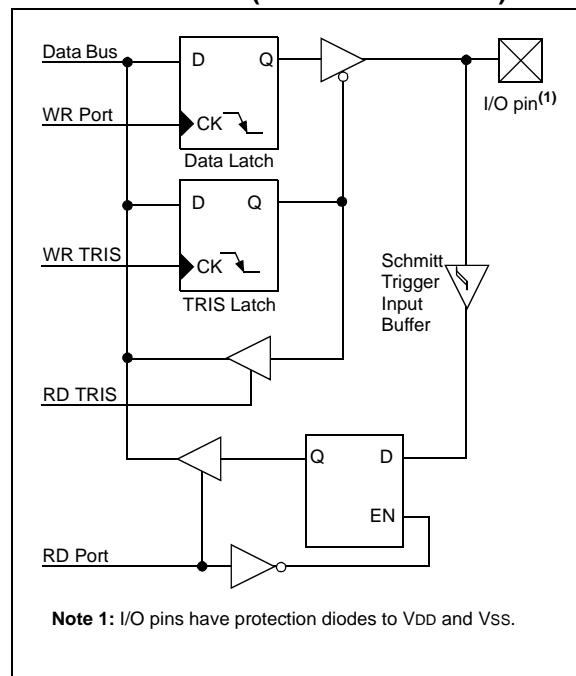 Data Bus
D Q
I/O pin(1)
WR Port
CK
Data Latch
D Q
WR TRIS
CK
TRIS Latch
Schmitt
Trigger
Input
Buffer
RD TRIS
Q D
EN
RD Port
Note 1: I/O pins have protection diodes to VDD and VSS.